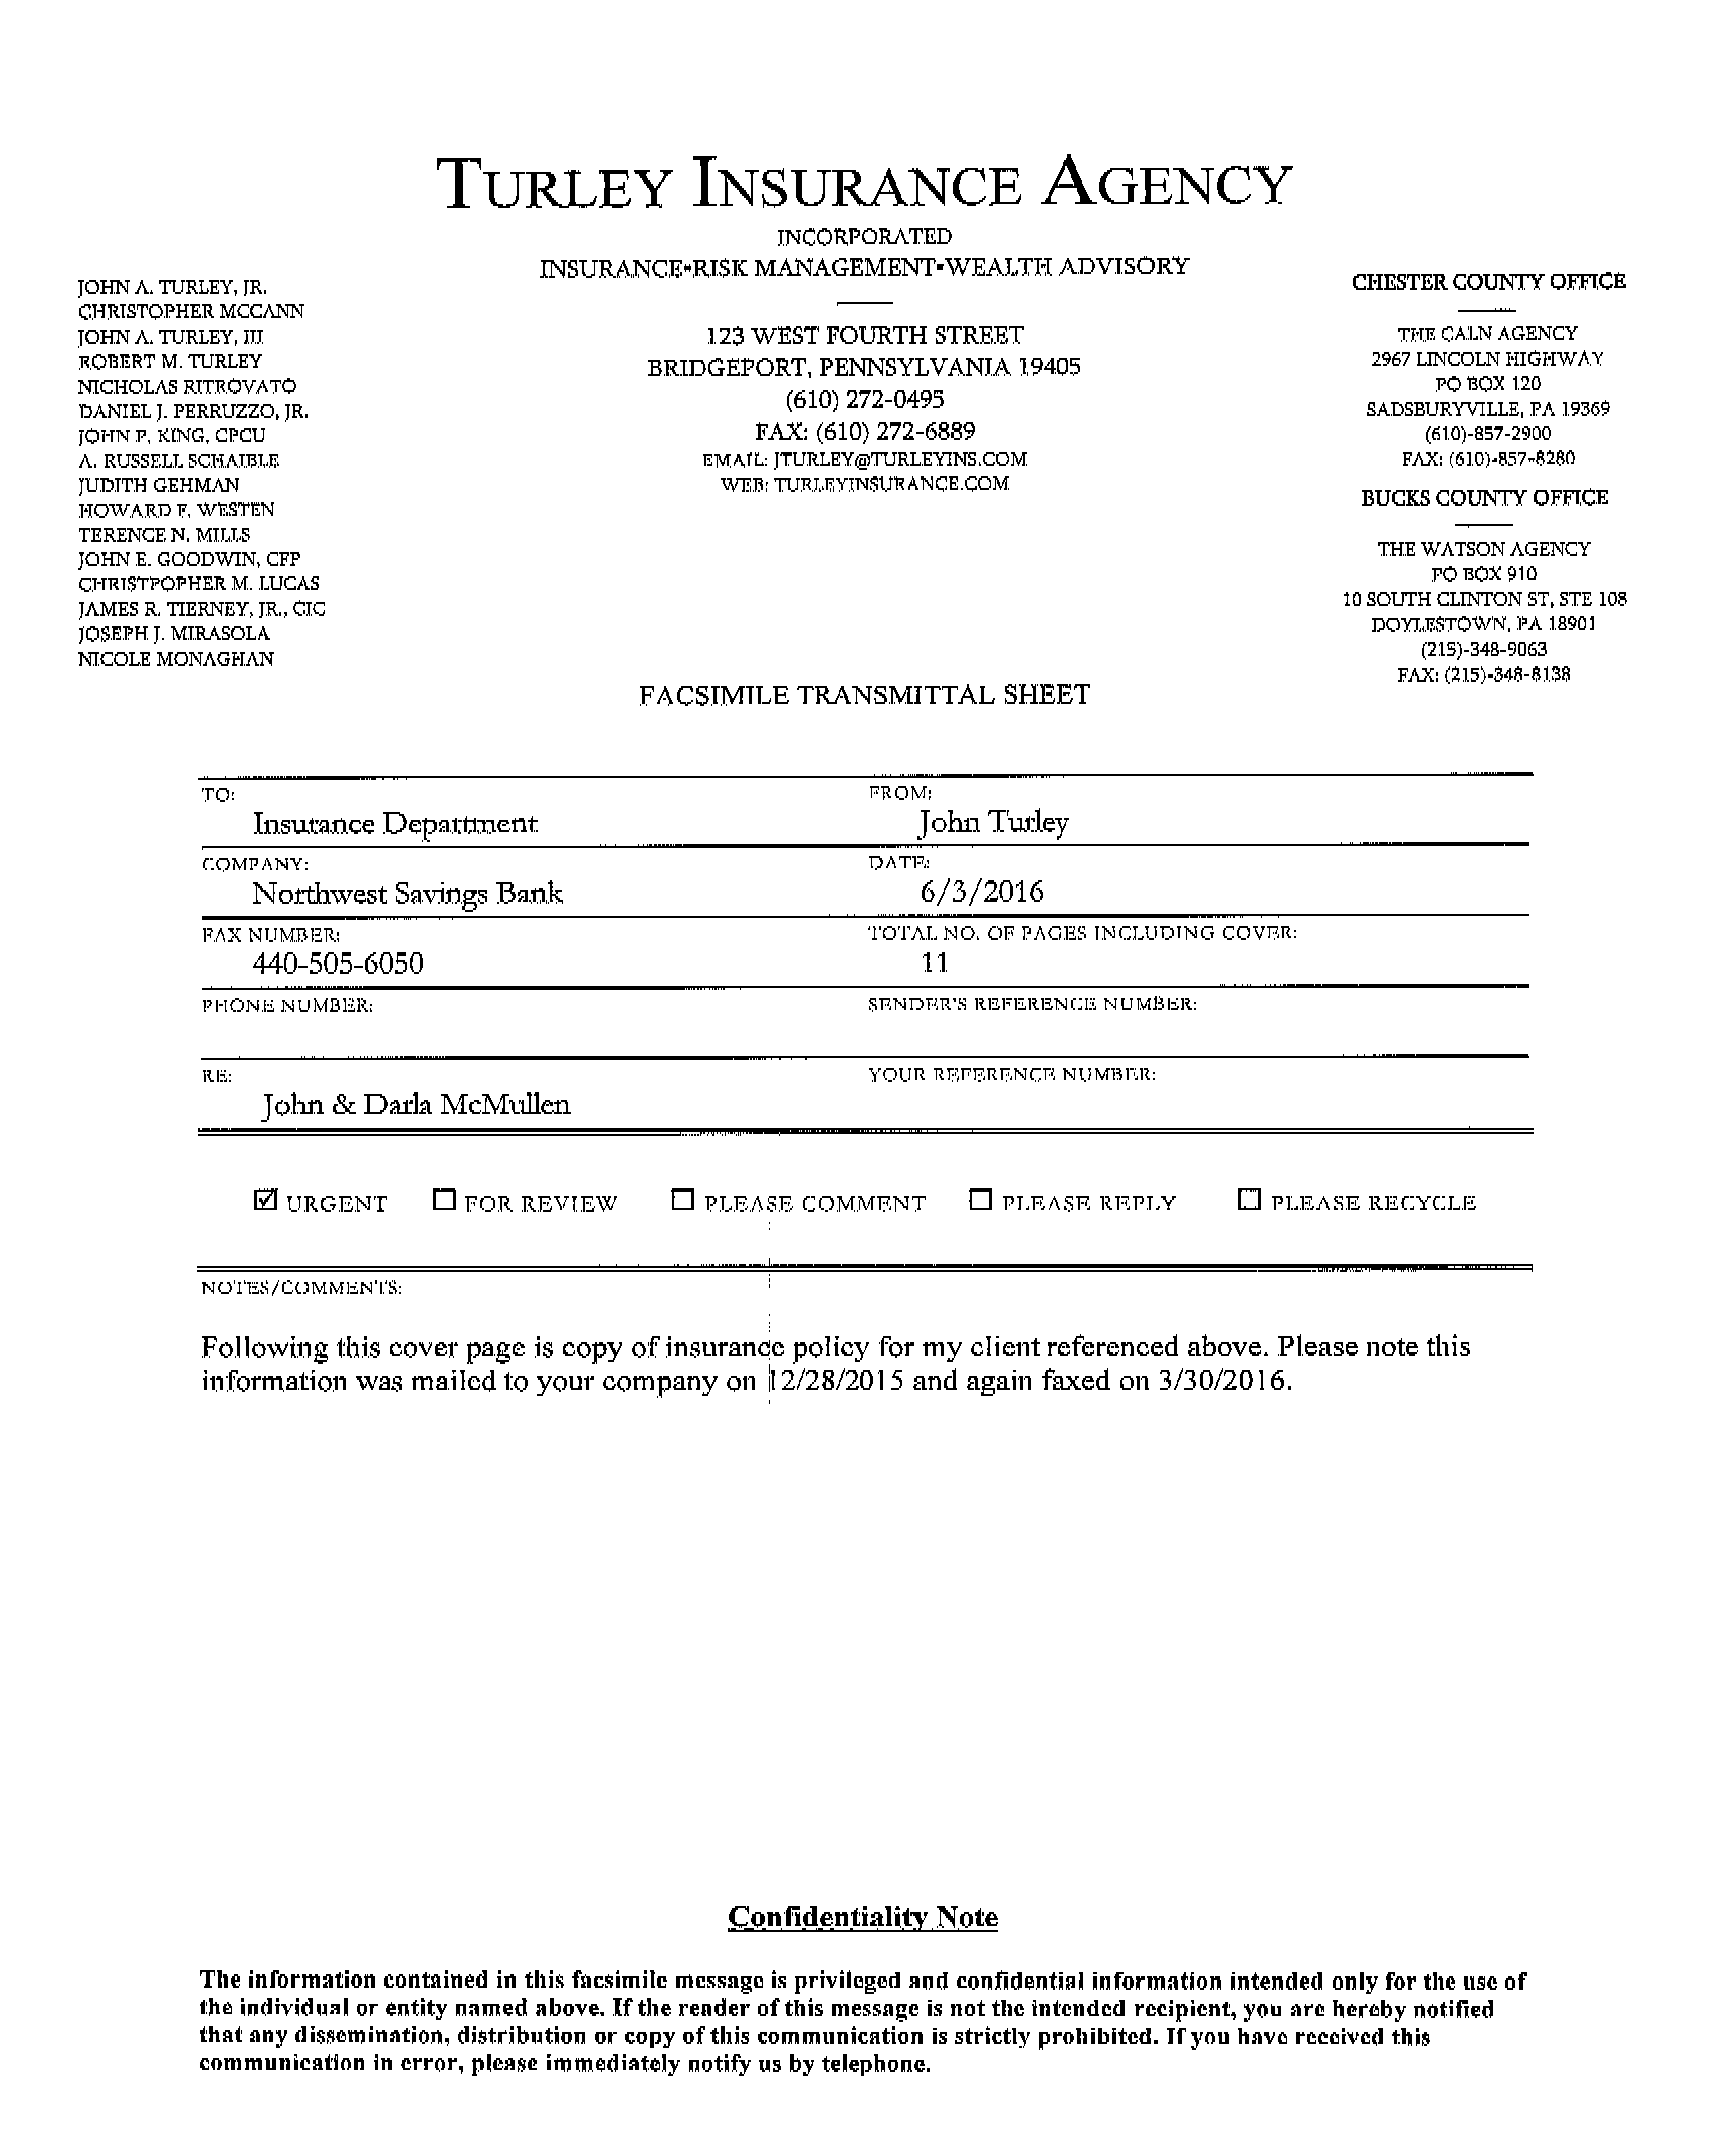 TURLEY INSURANCE AGENCY
INCORPORATED
INSURANCE▪RISK MANAGEMENT▪WEALTH ADVISORY
123 WEST FOURTH STREET
BRIDGEPORT, PENNSYLVANIA 19405
(610) 272-0495
FAX: (610) 272-6889
EMAIL: JTURLEY@TURLEYINS.COM
WEB: TURLEYINSURANCE.COM
JOHN A. TURLEY, JR.
CHRISTOPHER MCCANN
JOHN A. TURLEY, III
ROBERT M. TURLEY
NICHOLAS RITROVATO
DANIEL J. PERRUZZO, JR.
JOHN P. KING, CPCU
A. RUSSELL SCHAIBLE
JUDITH GEHMAN
HOWARD F. WESTEN
TERENCE N. MILLS
JOHN E. GOODWIN, CFP
CHRISTPOPHER M. LUCAS
JAMES R. TIERNEY, JR., CIC
JOSEPH J. MIRASOLA
NICOLE MONAGHAN
CHESTER COUNTY OFFICE
THE CALN AGENCY
2967 LINCOLN HIGHWAY
PO BOX 120
SADSBURYVILLE, PA 19369
(610)-857-2900
FAX: (610)-857-8280
BUCKS COUNTY OFFICE
THE WATSON AGENCY
PO BOX 910
10 SOUTH CLINTON ST, STE 108
DOYLESTOWN, PA 18901
(215)-348-9063
FAX: (215)-348-8138
FACSIMILE TRANSMITTAL SHEET
TO: FROM:
Insurance Department John Turley
COMPANY: DATE:
Northwest Savings Bank 6/3/2016
FAX NUMBER: TOTAL NO. OF PAGES INCLUDING COVER:
440-505-6050 11
PHONE NUMBER: SENDER'S REFERENCE NUMBER:
RE: YOUR REFERENCE NUMBER:
John & Darla McMullen
☑ URGENT ☐ FOR REVIEW ☐ PLEASE COMMENT ☐ PLEASE REPLY ☐ PLEASE RECYCLE
NOTES/COMMENTS:
Following this cover page is copy of insurance policy for my client referenced above. Please note this
information was mailed to your company on 12/28/2015 and again faxed on 3/30/2016.
Confidentiality Note
The information contained in this facsimile message is privileged and confidential information intended only for the use of
the individual or entity named above. If the reader of this message is not the intended recipient, you are hereby notified
that any dissemination, distribution or copy of this communication is strictly prohibited. If you have received this
communication in error, please immediately notify us by telephone.